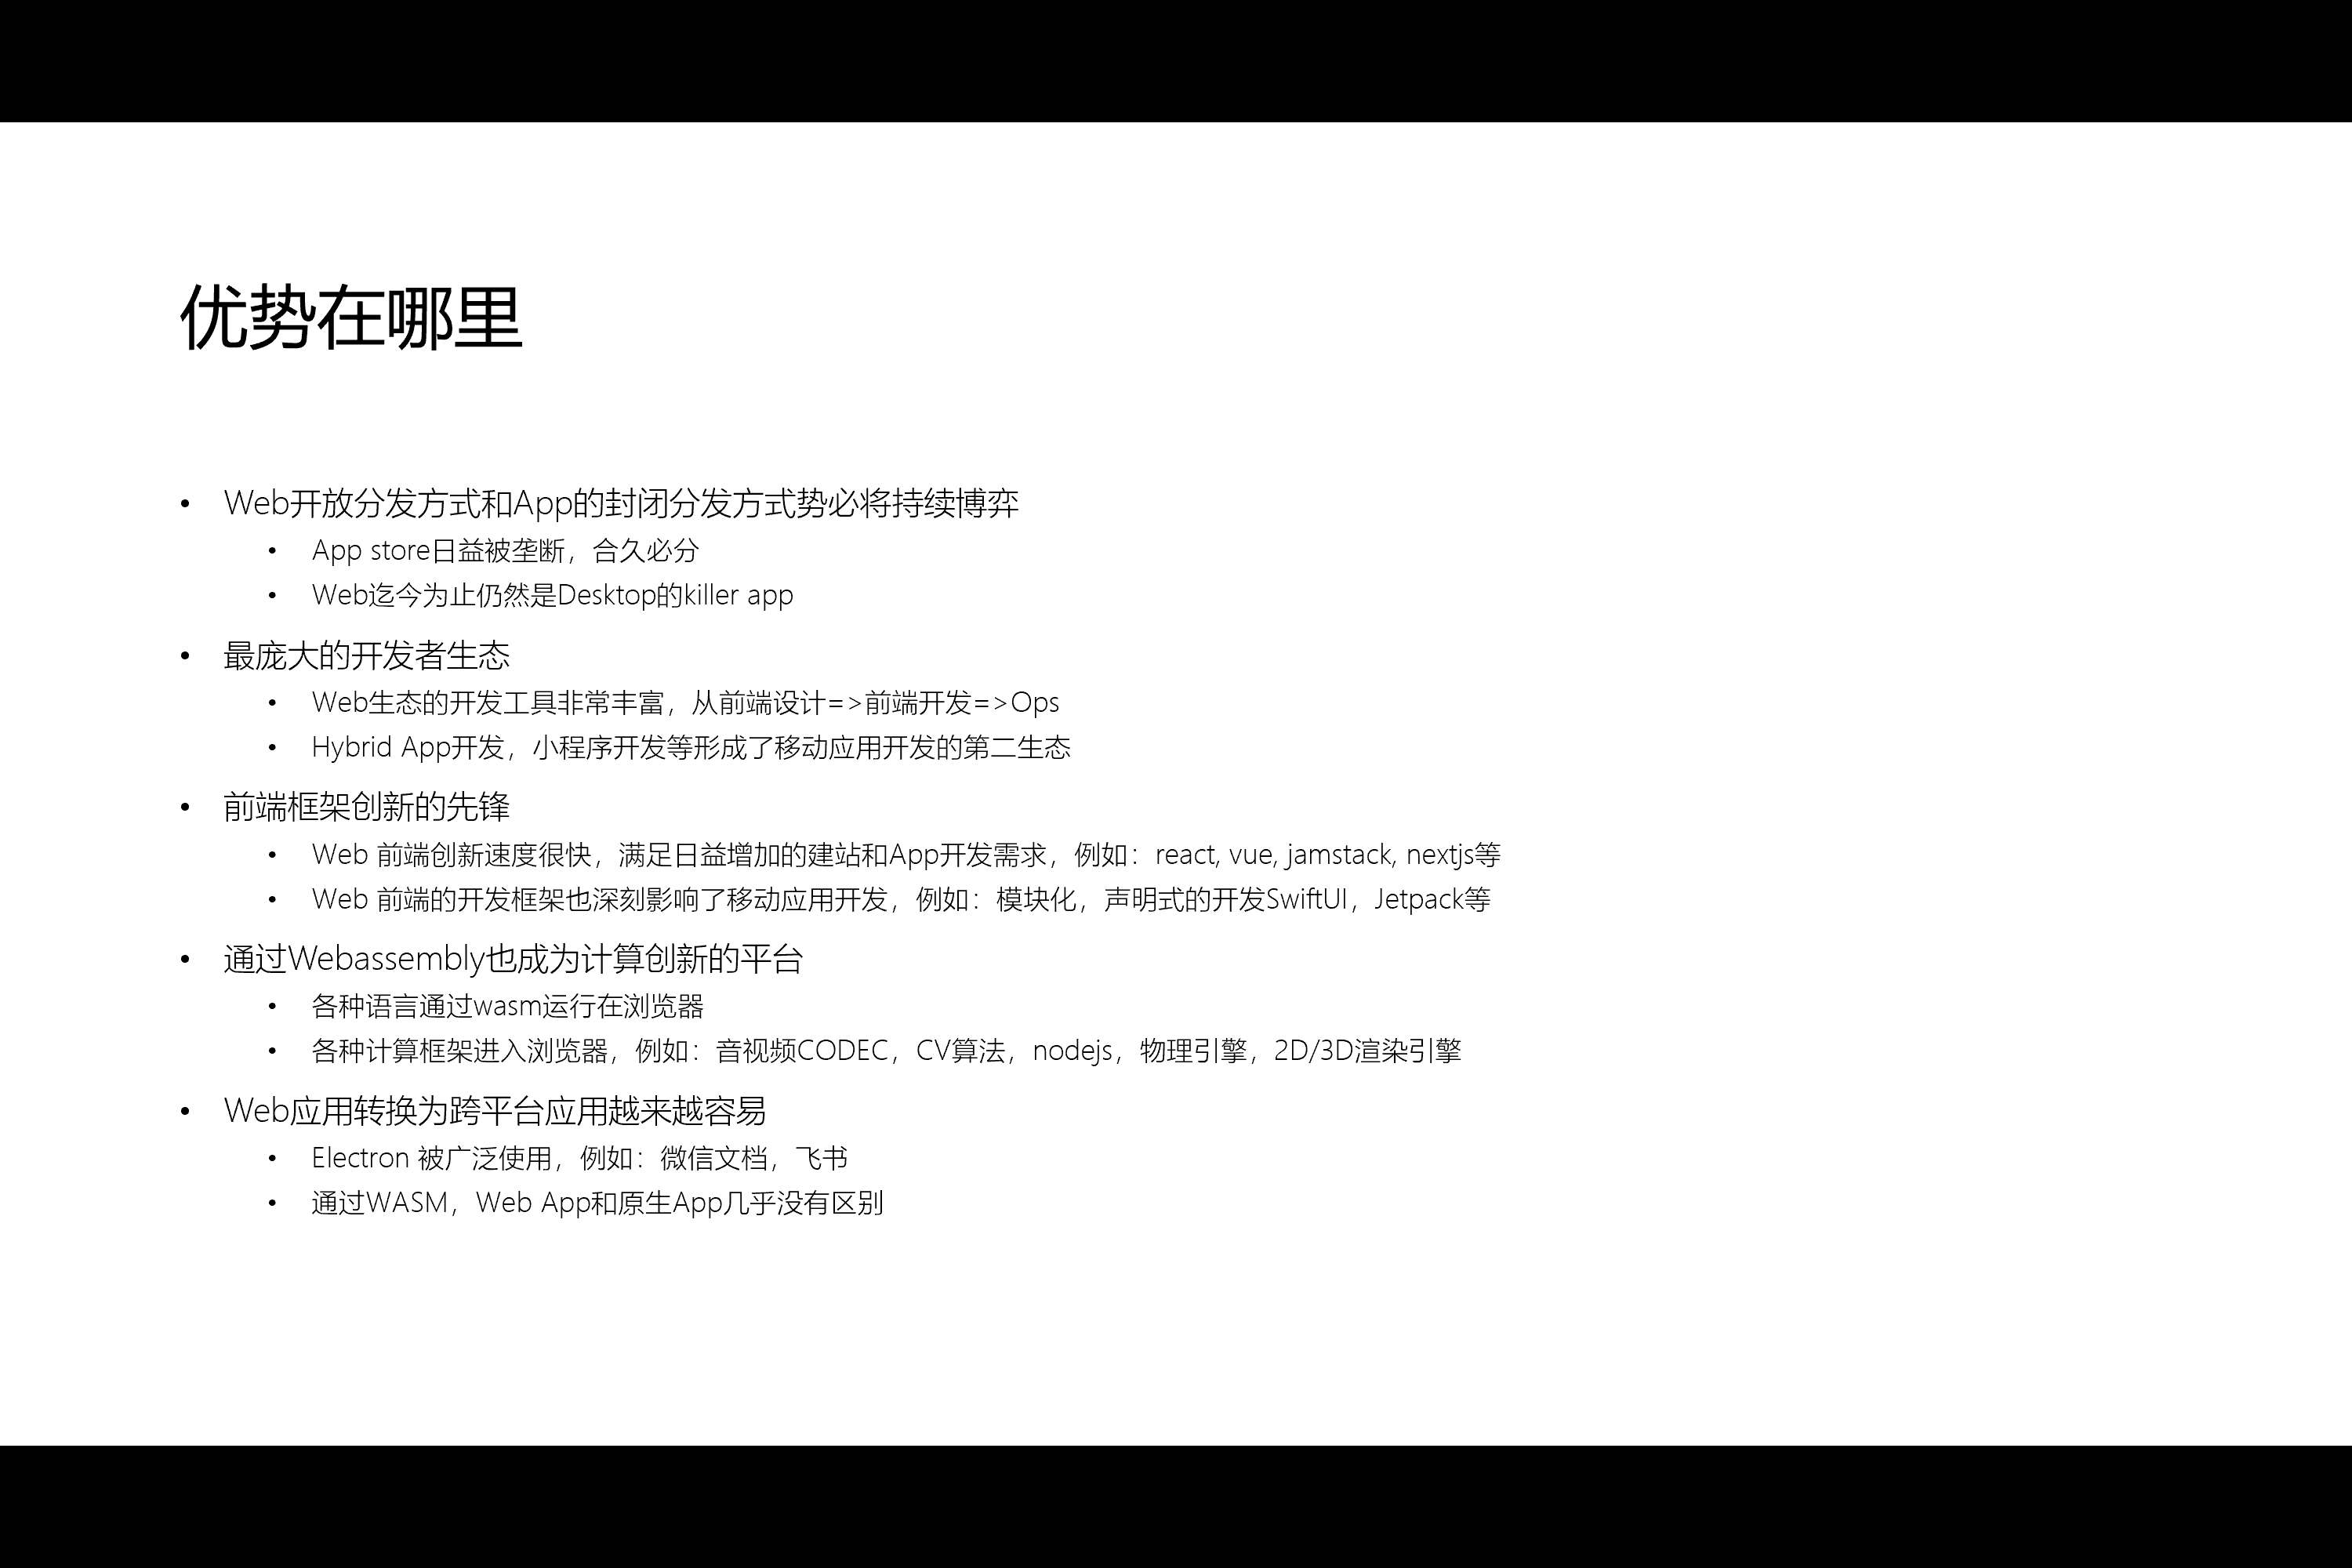 优势在哪里
• Web开放分发方式和App的封闭分发方式势必将持续博弈
• App store日益被垄断，合久必分
• Web迄今为止仍然是Desktop的killer app
• 最庞大的开发者生态
• Web生态的开发工具非常丰富，从前端设计=>前端开发=>Ops
• Hybrid App开发，小程序开发等形成了移动应用开发的第二生态
• 前端框架创新的先锋
• Web 前端创新速度很快，满足日益增加的建站和App开发需求，例如：react, vue, jamstack, nextjs等
• Web 前端的开发框架也深刻影响了移动应用开发，例如：模块化，声明式的开发SwiftUI，Jetpack等
• 通过Webassembly也成为计算创新的平台
• 各种语言通过wasm运行在浏览器
• 各种计算框架进入浏览器，例如：音视频CODEC，CV算法，nodejs，物理引擎，2D/3D渲染引擎
• Web应用转换为跨平台应用越来越容易
• Electron 被广泛使用，例如：微信文档，飞书
• 通过WASM，Web App和原生App几乎没有区别